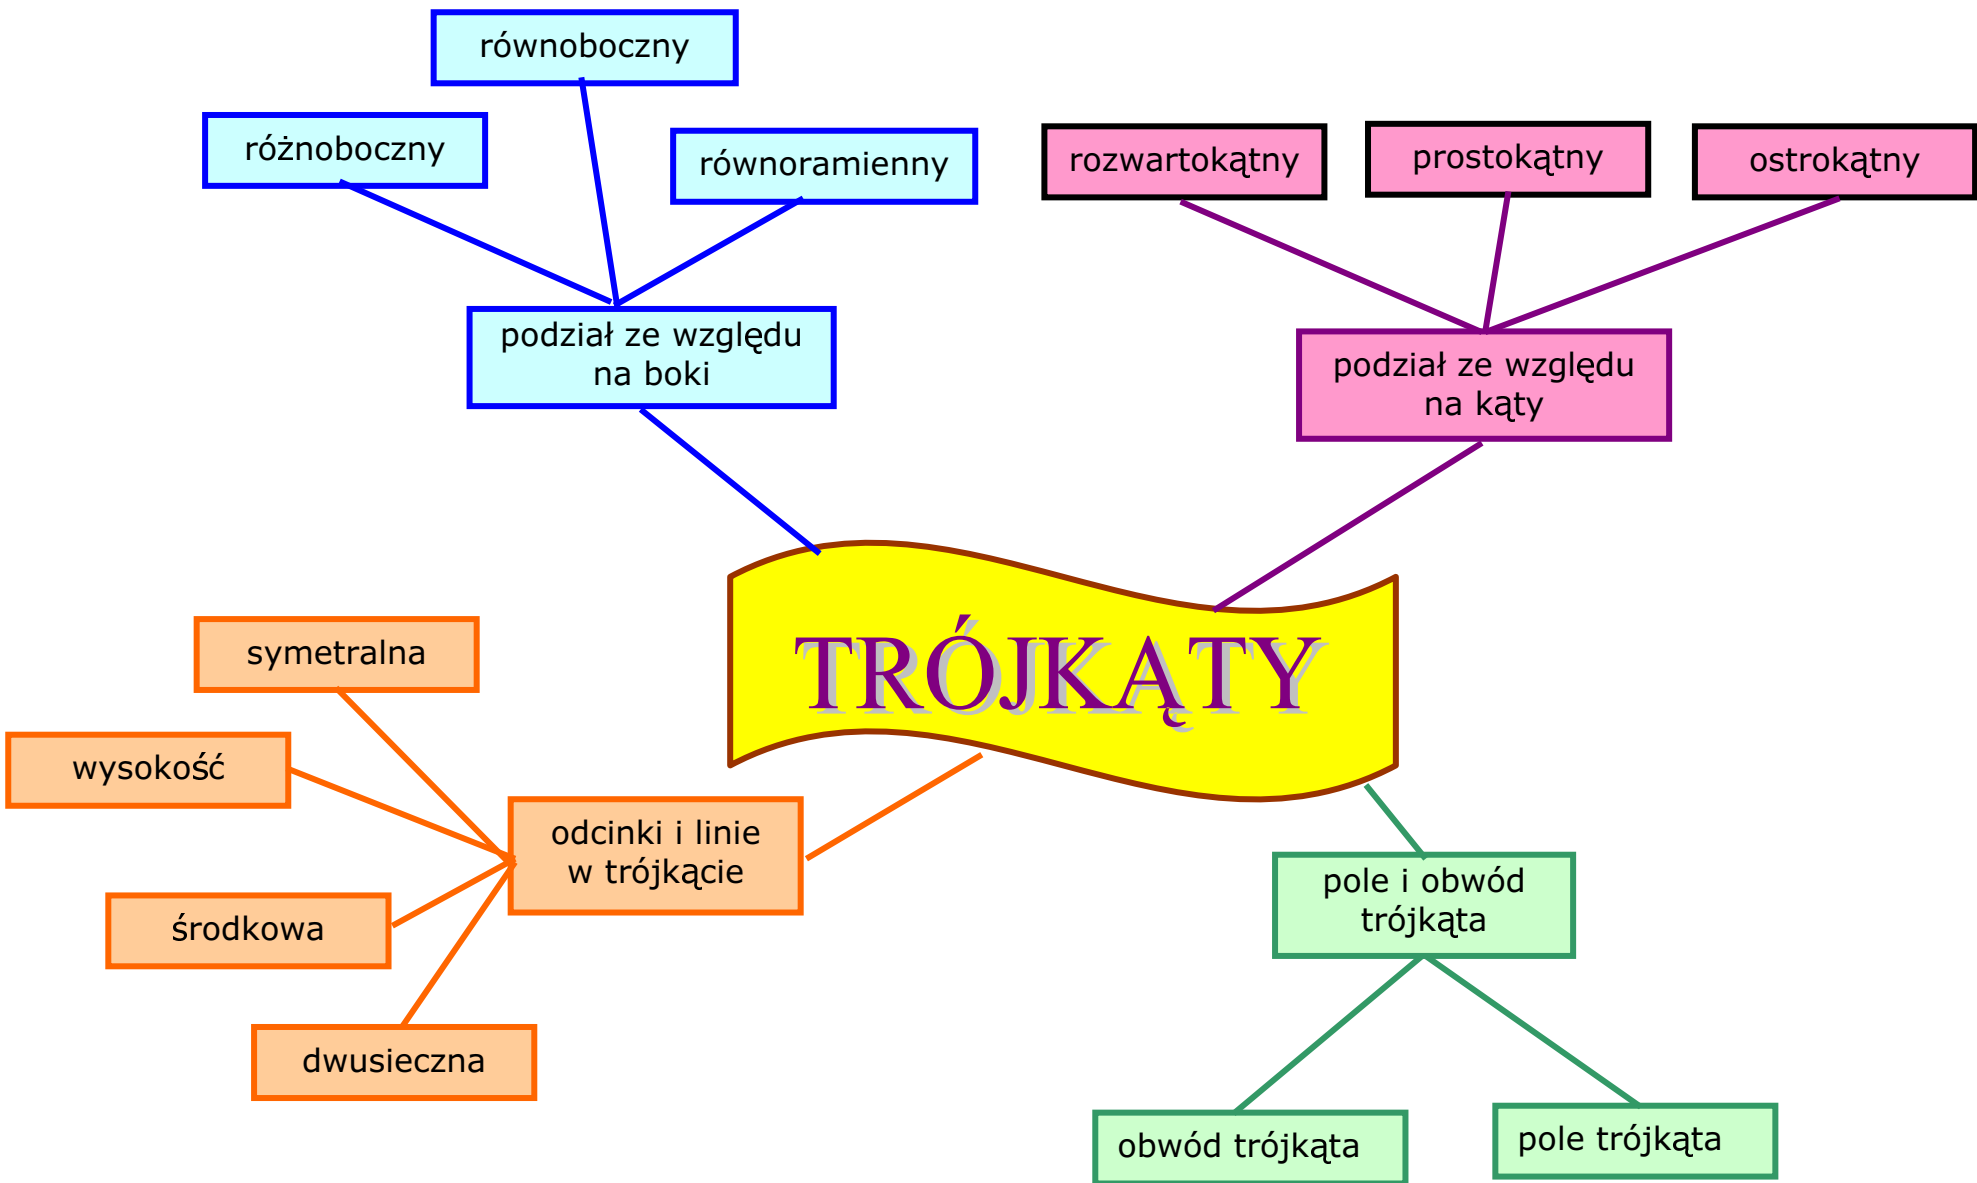 równoboczny
różnoboczny
równoramienny
rozwartokątny
prostokątny
ostrokątny
podział ze względu
na boki
podział ze względu
na kąty
TRÓJKĄTY
symetralna
wysokość
odcinki i linie
w trójkącie
środkowa
dwusieczna
pole i obwód
trójkąta
obwód trójkąta
pole trójkąta